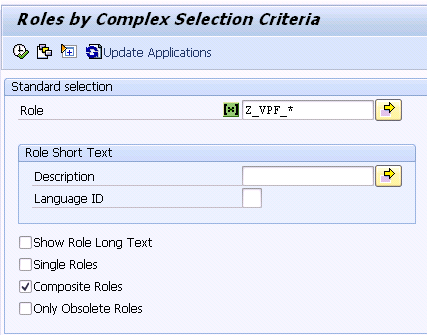 Roles by Complex Selection Criteria
Update Applications
Standard selection
Role [*] Z_VPF_*
Role Short Text
Description
Language ID
Show Role Long Text
Single Roles
Composite Roles
Only Obsolete Roles